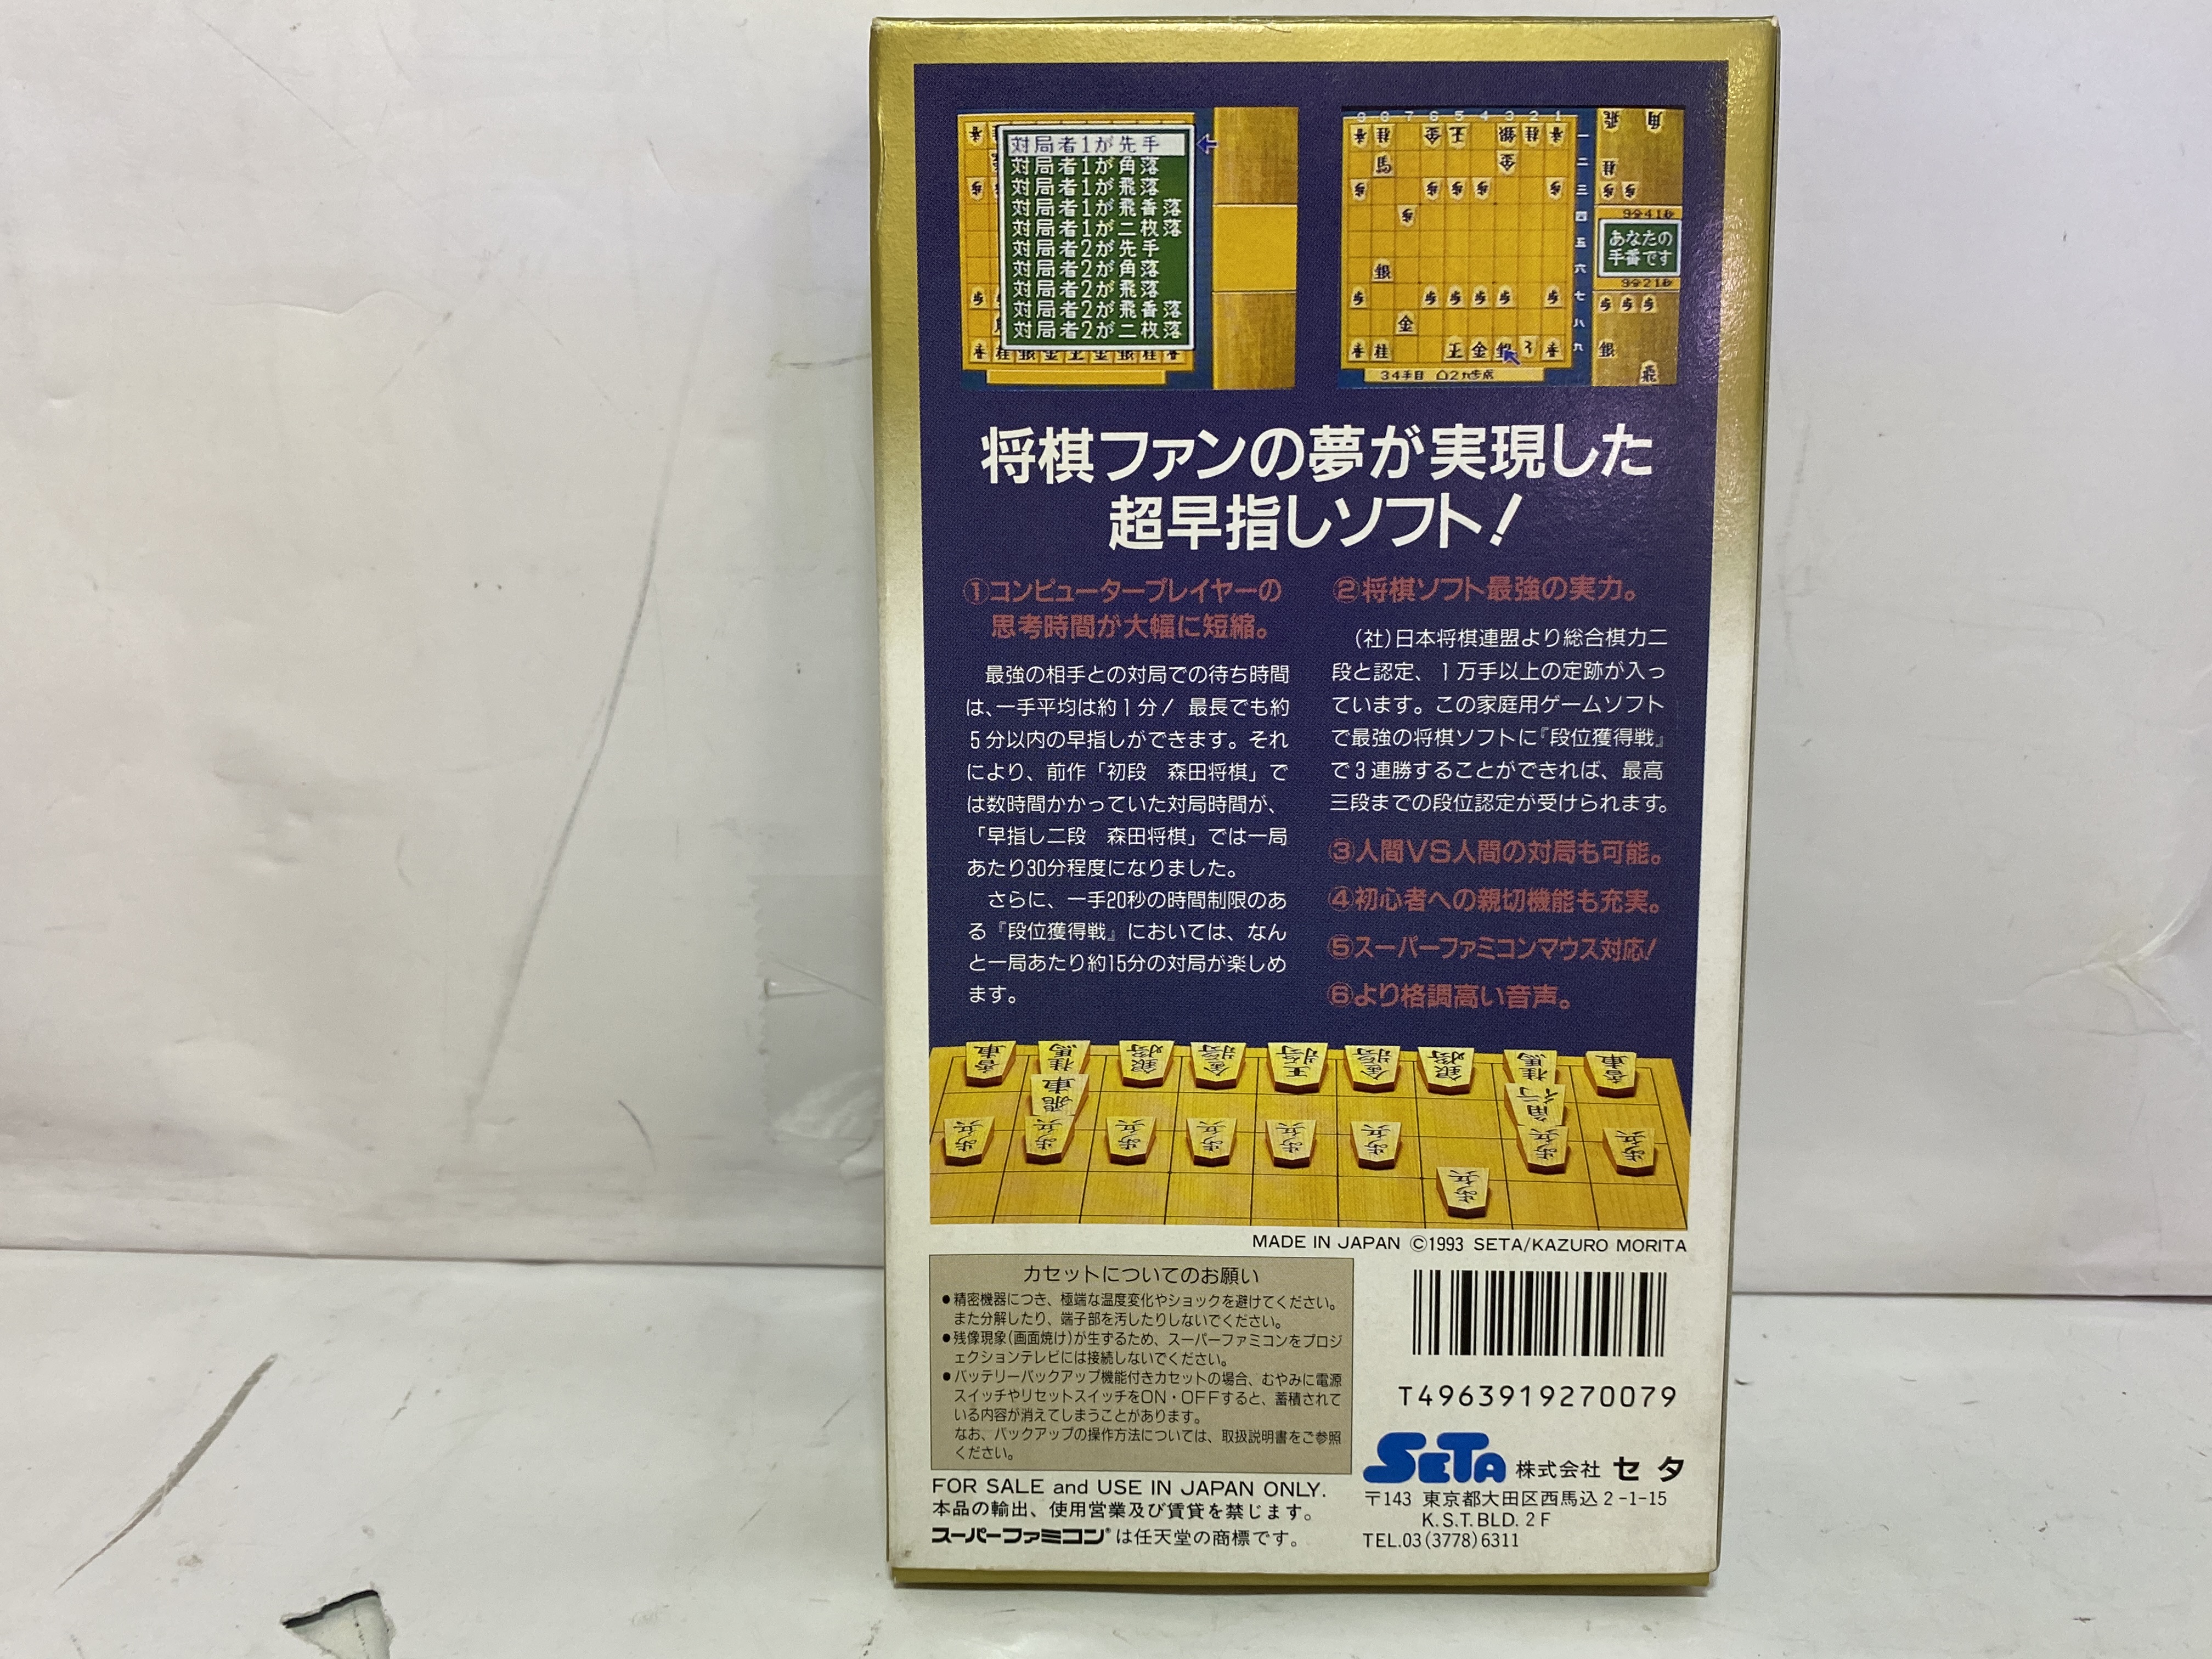 対局者1が先手
対局者1が角落
対局者1が飛落
対局者1が飛香落
対局者1が二枚落
対局者2が先手
対局者2が角落
対局者2が飛落
対局者2が飛香落
対局者2が二枚落
9分41秒
あなたの
手番です
9分21秒
34手目 ☖2九歩成
将棋ファンの夢が実現した
超早指しソフト!
①コンピュータープレイヤーの
思考時間が大幅に短縮。
最強の相手との対局での待ち時間
は、一手平均は約1分! 最長でも約
5分以内の早指しができます。それ
により、前作「初段 森田将棋」で
は数時間かかっていた対局時間が、
「早指し二段 森田将棋」では一局
あたり30分程度になりました。
さらに、一手20秒の時間制限のあ
る『段位獲得戦』においては、なん
と一局あたり約15分の対局が楽しめ
ます。
②将棋ソフト最強の実力。
(社)日本将棋連盟より総合棋力二
段と認定、1万手以上の定跡が入っ
ています。この家庭用ゲームソフト
で最強の将棋ソフトに『段位獲得戦』
で3連勝することができれば、最高
三段までの段位認定が受けられます。
③人間VS人間の対局も可能。
④初心者への親切機能も充実。
⑤スーパーファミコンマウス対応!
⑥より格調高い音声。
MADE IN JAPAN ©1993 SETA/KAZURO MORITA
カセットについてのお願い
●精密機器につき、極端な温度変化やショックを避けてください。
また分解したり、端子部を汚したりしないでください。
●残像現象(画面焼け)が生ずるため、スーパーファミコンをプロジ
ェクションテレビには接続しないでください。
●バッテリーバックアップ機能付きカセットの場合、むやみに電源
スイッチやリセットスイッチをON・OFFすると、蓄積されて
いる内容が消えてしまうことがあります。
なお、バックアップの操作方法については、取扱説明書をご参照
ください。
FOR SALE and USE IN JAPAN ONLY.
本品の輸出、使用営業及び賃貸を禁じます。
スーパーファミコン®は任天堂の商標です。
T4963919270079
SETA 株式会社 セタ
〒143 東京都大田区西馬込2-1-15
K.S.T.BLD. 2F
TEL.03(3778)6311